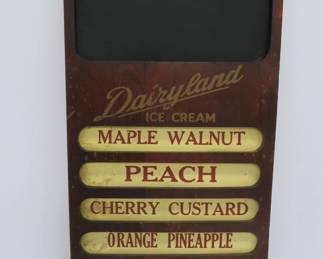 Dairyland
ICE CREAM
MAPLE WALNUT
PEACH
CHERRY CUSTARD
ORANGE PINEAPPLE